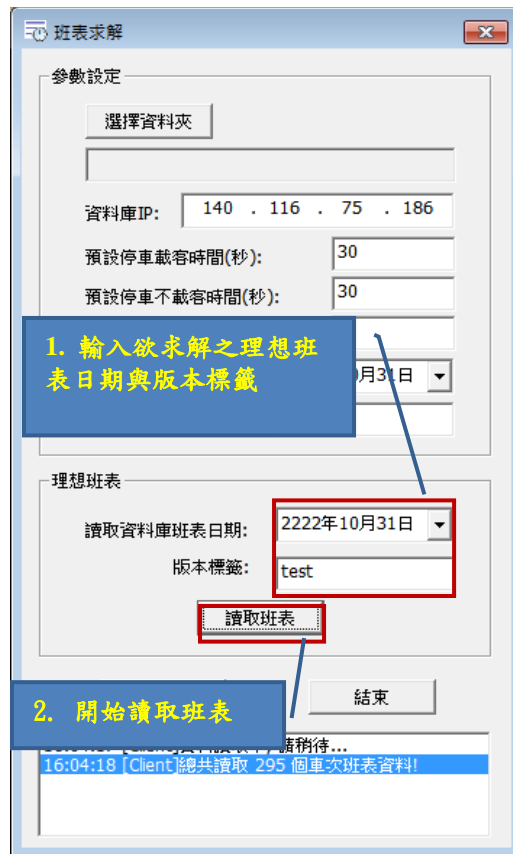 班表求解
參數設定
選擇資料夾
資料庫IP: 140 . 116 . 75 . 186
預設停車載客時間(秒): 30
預設停車不載客時間(秒): 30
1. 輸入欲求解之理想班
表日期與版本標籤
月31日
理想班表
讀取資料庫班表日期: 2222年10月31日
版本標籤: test
讀取班表
2. 開始讀取班表
結束
請稍待...
16:04:18 [Client]總共讀取 295 個車次班表資料!